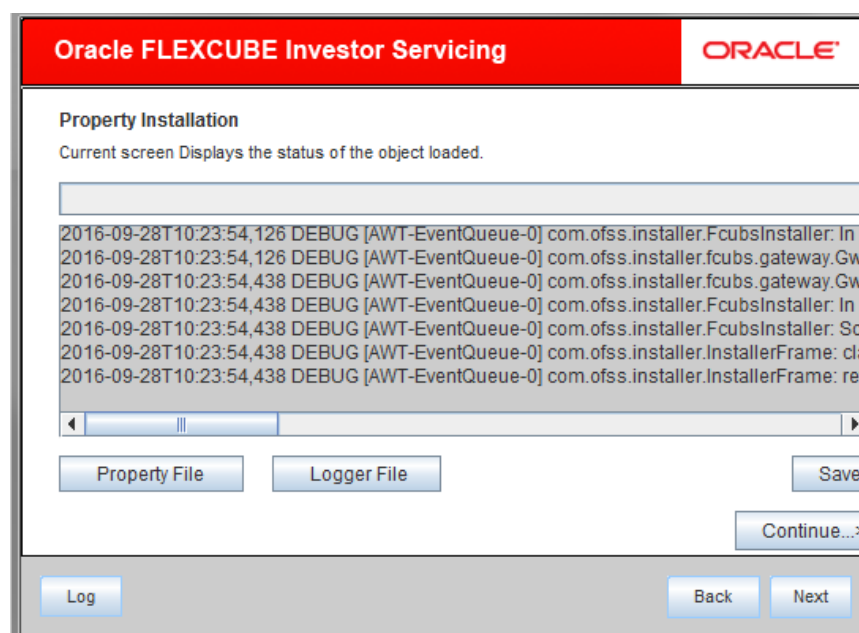 Oracle FLEXCUBE Investor Servicing
ORACLE
Property Installation
Current screen Displays the status of the object loaded.
2016-09-28T10:23:54,126 DEBUG [AWT-EventQueue-0] com.ofss.installer.FcubsInstaller: In
2016-09-28T10:23:54,126 DEBUG [AWT-EventQueue-0] com.ofss.installer.fcubs.gateway.Gw
2016-09-28T10:23:54,438 DEBUG [AWT-EventQueue-0] com.ofss.installer.fcubs.gateway.Gw
2016-09-28T10:23:54,438 DEBUG [AWT-EventQueue-0] com.ofss.installer.FcubsInstaller: In
2016-09-28T10:23:54,438 DEBUG [AWT-EventQueue-0] com.ofss.installer.FcubsInstaller: So
2016-09-28T10:23:54,438 DEBUG [AWT-EventQueue-0] com.ofss.installer.InstallerFrame: cl
2016-09-28T10:23:54,438 DEBUG [AWT-EventQueue-0] com.ofss.installer.InstallerFrame: re
Property File Logger File Save
Continue...>
Log Back Next